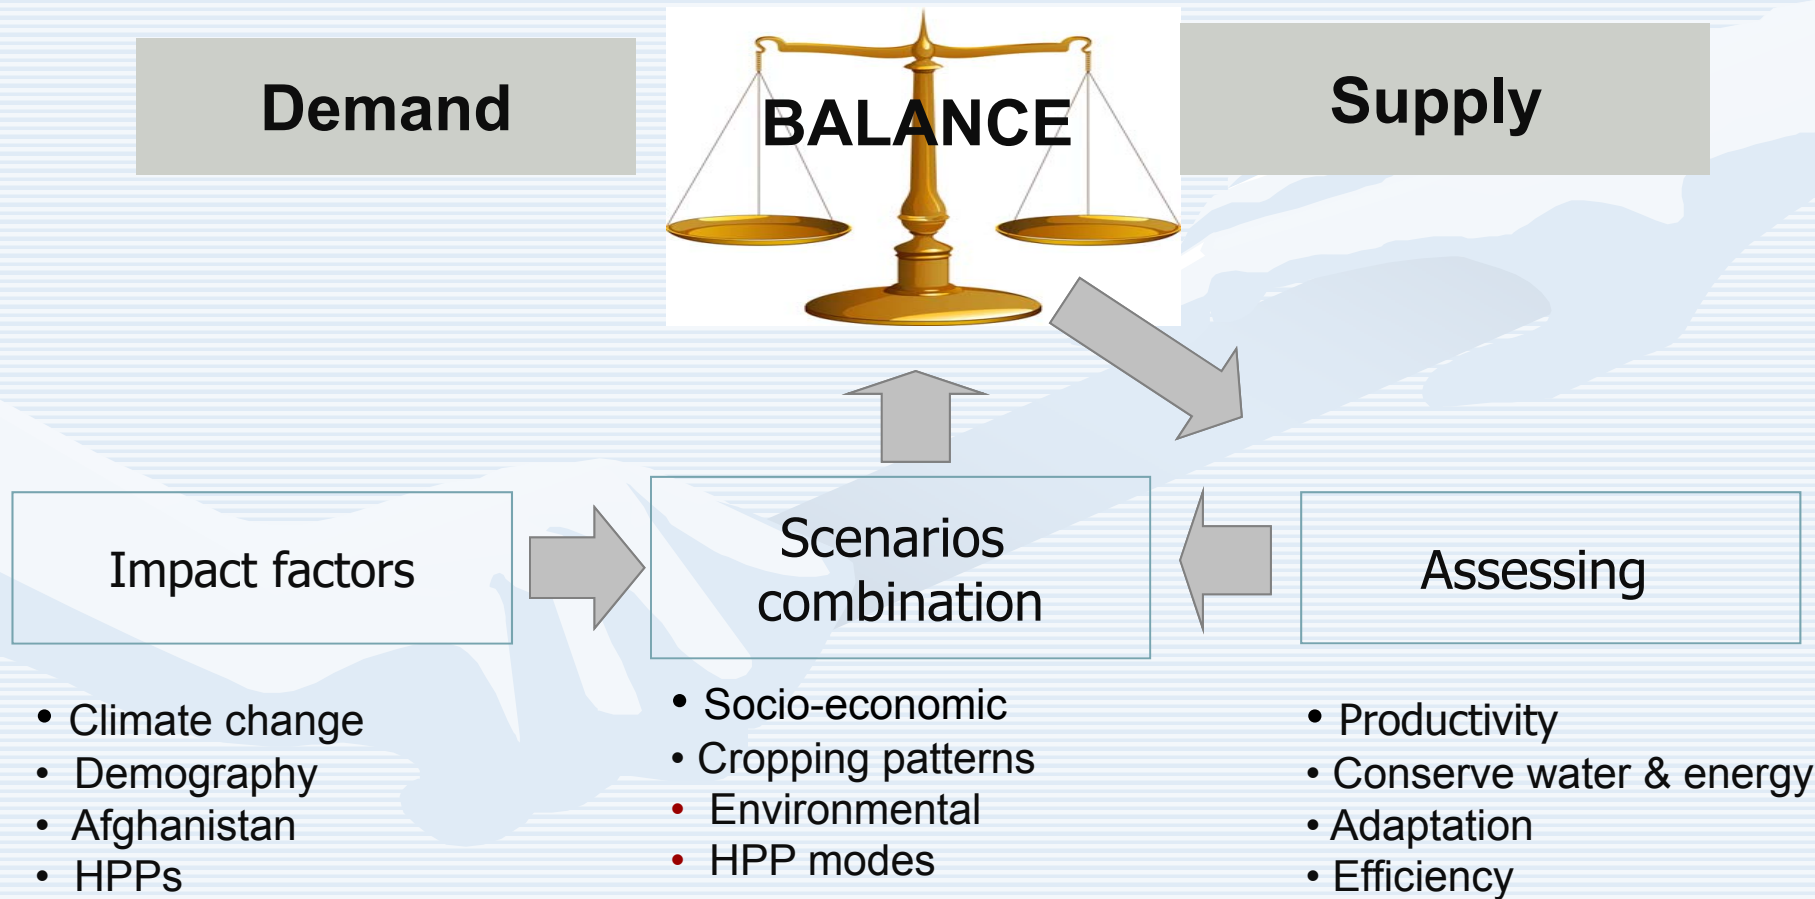 Demand
BALANCE
Supply
Impact factors
Scenarios
combination
Assessing
• Climate change
• Demography
• Afghanistan
• HPPs
• Socio-economic
• Cropping patterns
• Environmental
• HPP modes
• Productivity
• Conserve water & energy
• Adaptation
• Efficiency